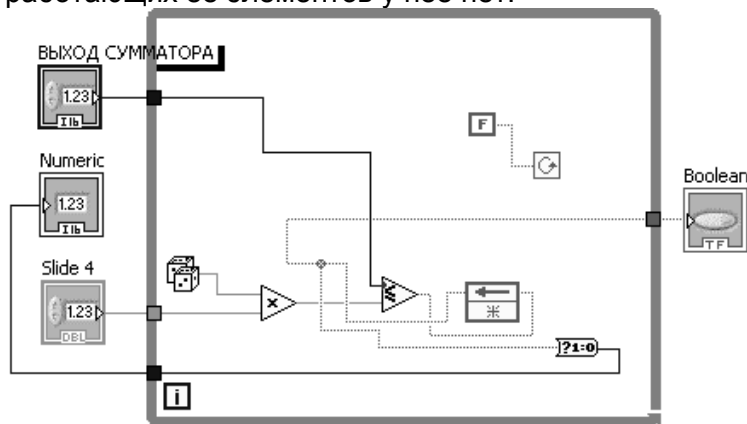 работающих ее элементов у нее нет.
ВЫХОД СУММАТОРА
1.23
I16
Numeric
1.23
I16
Slide 4
1.23
DBL
F
Boolean
TF
x
≤
?1:0
i